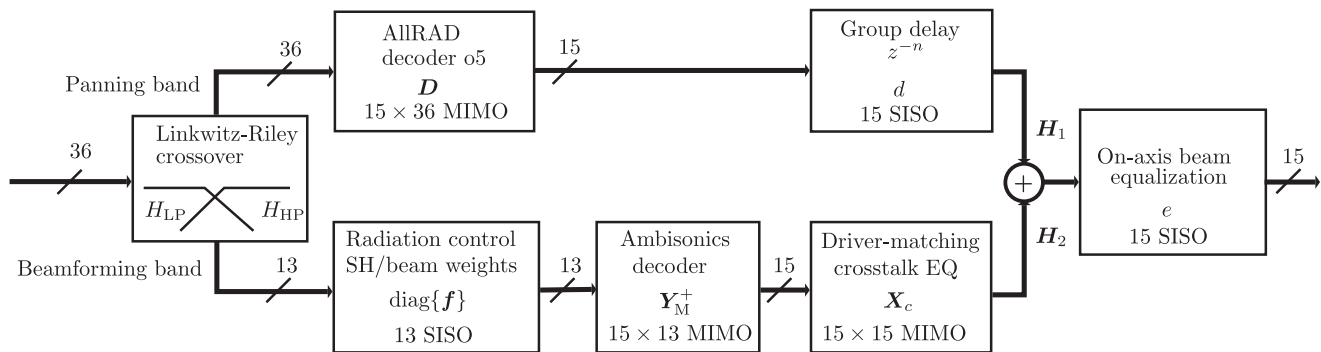 36
Panning band
Linkwitz-Riley
crossover
H_LP
H_HP
Beamforming band
36
AllRAD
decoder o5
D
15 × 36 MIMO
15
Group delay
z^{-n}
d
15 SISO
13
Radiation control
SH/beam weights
diag{f}
13 SISO
13
Ambisonics
decoder
Y_M^+
15 × 13 MIMO
15
Driver-matching
crosstalk EQ
X_c
15 × 15 MIMO
H_1
+
H_2
On-axis beam
equalization
e
15 SISO
15